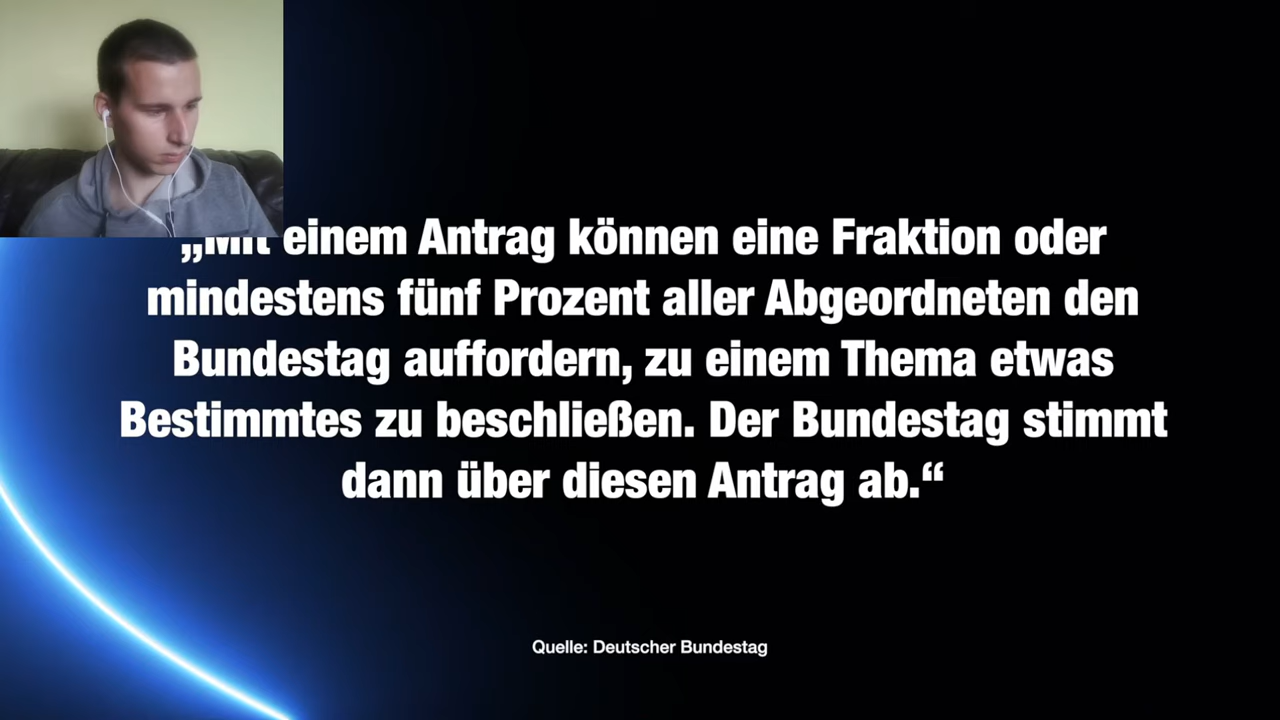 „Mit einem Antrag können eine Fraktion oder
mindestens fünf Prozent aller Abgeordneten den
Bundestag auffordern, zu einem Thema etwas
Bestimmtes zu beschließen. Der Bundestag stimmt
dann über diesen Antrag ab.“
Quelle: Deutscher Bundestag